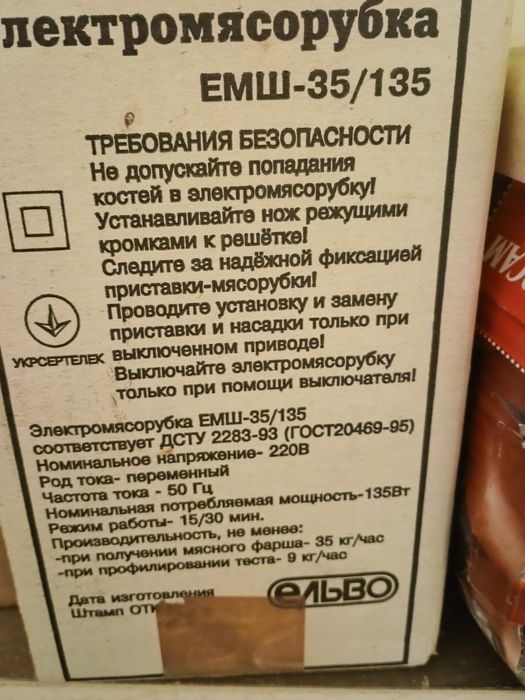 лектромясорубка
ЕМШ-35/135
ТРЕБОВАНИЯ БЕЗОПАСНОСТИ
Не допускайте попадания
костей в электромясорубку!
Устанавливайте нож режущими
кромками к решётке!
Следите за надёжной фиксацией
приставки-мясорубки!
Проводите установку и замену
приставки и насадки только при
выключенном приводе!
Выключайте электромясорубку
только при помощи выключателя!
УКРСЕРТЕЛЕК
Электромясорубка ЕМШ-35/135
соответствует ДСТУ 2283-93 (ГОСТ20469-95)
Номинальное напряжение- 220В
Род тока- переменный
Частота тока - 50 Гц
Номинальная потребляемая мощность-135Вт
Режим работы- 15/30 мин.
Производительность, не менее:
-при получении мясного фарша- 35 кг/час
-при профилировании теста- 9 кг/час
Дата изготовления
Штамп ОТК
ЕЛЬВО